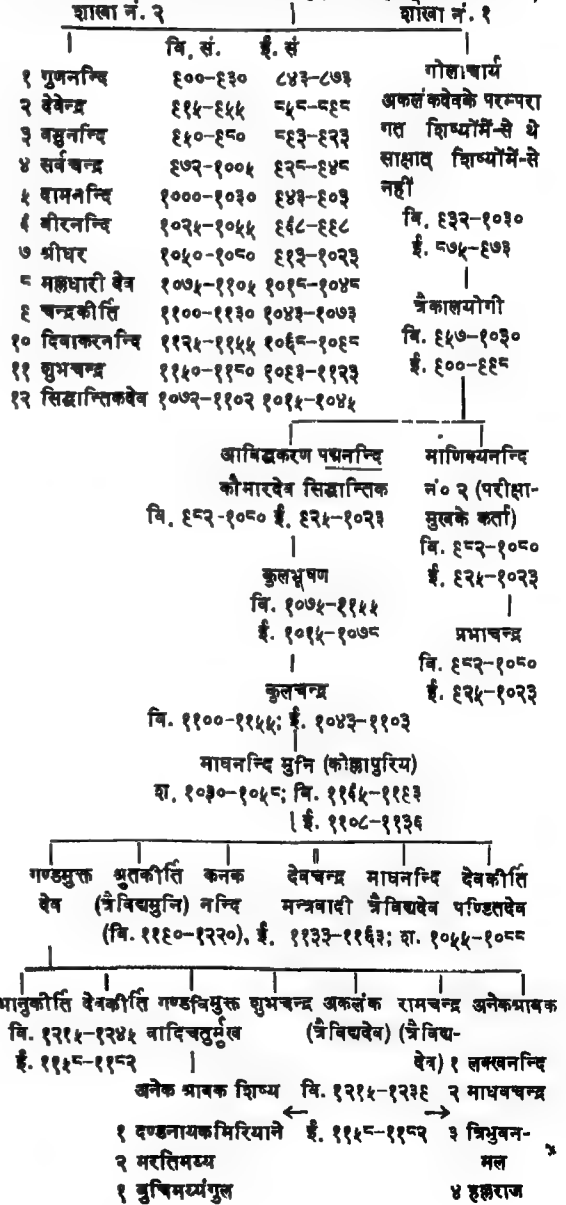 शाखा नं. २
शाखा नं. १
वि. सं. ई. सं
१ गुणनन्दि ९००-९३० ८४३-८७३
२ देवेन्द्र ९१५-९५५ ८५८-८९८
३ वसुनन्दि ९५०-९८० ८९३-९२३
४ सर्वचन्द्र ९७२-१००५ ९२८-९४८
५ दामनन्दि १०००-१०३० ९४३-९०३
६ वीरनन्दि १०२५-१०५५ ९६८-९९८
७ श्रीधर १०५०-१०८० ९१३-१०२३
८ मलधारी देव १०७५-११०५ १०१८-१०४८
९ चन्द्रकीर्ति ११००-११३० १०४३-१०७३
१० दिवाकरनन्दि ११२५-११५५ १०६८-१०९८
११ शुभचन्द्र ११५०-११८० १०९३-११२३
१२ सिद्धान्तिकदेव १०७२-११०२ १०१५-१०४५
गोलाचार्य
अकलंकदेवके परम्परा
गत शिष्योंमें-से थे
साक्षात् शिष्योंमें-से
नहीं
वि. ९३२-१०३०
ई. ८७५-९७३
त्रैकालयोगी
वि. ९५७-१०३०
ई. ९००-९९८
आबिद्धकरण पद्मनन्दि
कौमारदेव सिद्धान्तिक
वि. ९८२-१०८० ई. ९२५-१०२३
कुलभूषण
वि. १०७५-११५५
ई. १०१५-१०७८
कुलचन्द्र
वि. ११००-११५५; ई. १०४३-११०३
माणिक्यनन्दि
नं० २ (परीक्षा-
मुखके कर्ता)
वि. ९८२-१०८०
ई. ९२५-१०२३
प्रभाचन्द्र
वि. ९८२-१०८०
ई. ९२५-१०२३
माघनन्दि मुनि (कोल्लापुरिय)
श. १०३०-१०५८; वि. ११६५-११९३
ई. ११०८-११३६
गण्डमुक्त श्रुतकीर्ति कनक देवचन्द्र माघनन्दि देवकीर्ति
देव (त्रैविद्यमुनि) नन्दि मन्त्रवादी त्रैविद्यदेव पण्डितदेव
(वि. ११९०-१२२०), ई. ११३३-११६३; श. १०५५-१०८८
भानुकीर्ति देवकीर्ति गण्डविमुक्त शुभचन्द्र अकलंक रामचन्द्र अनेकश्रावक
वि. १२१५-१२४५ वादिचतुर्मुख (त्रैविद्यदेव) (त्रैविद्य-
ई. ११५८-११८२ देव) १ लक्खनन्दि
अनेक श्रावक शिष्य वि. १२१५-१२३९ २ माधवचन्द्र
१ दण्डनायकमिरियाने ई. ११५८-११८२ ३ त्रिभुवन-
२ मरतिमय्य मल
१ बुचिमय्यंगुल ४ हल्लराज